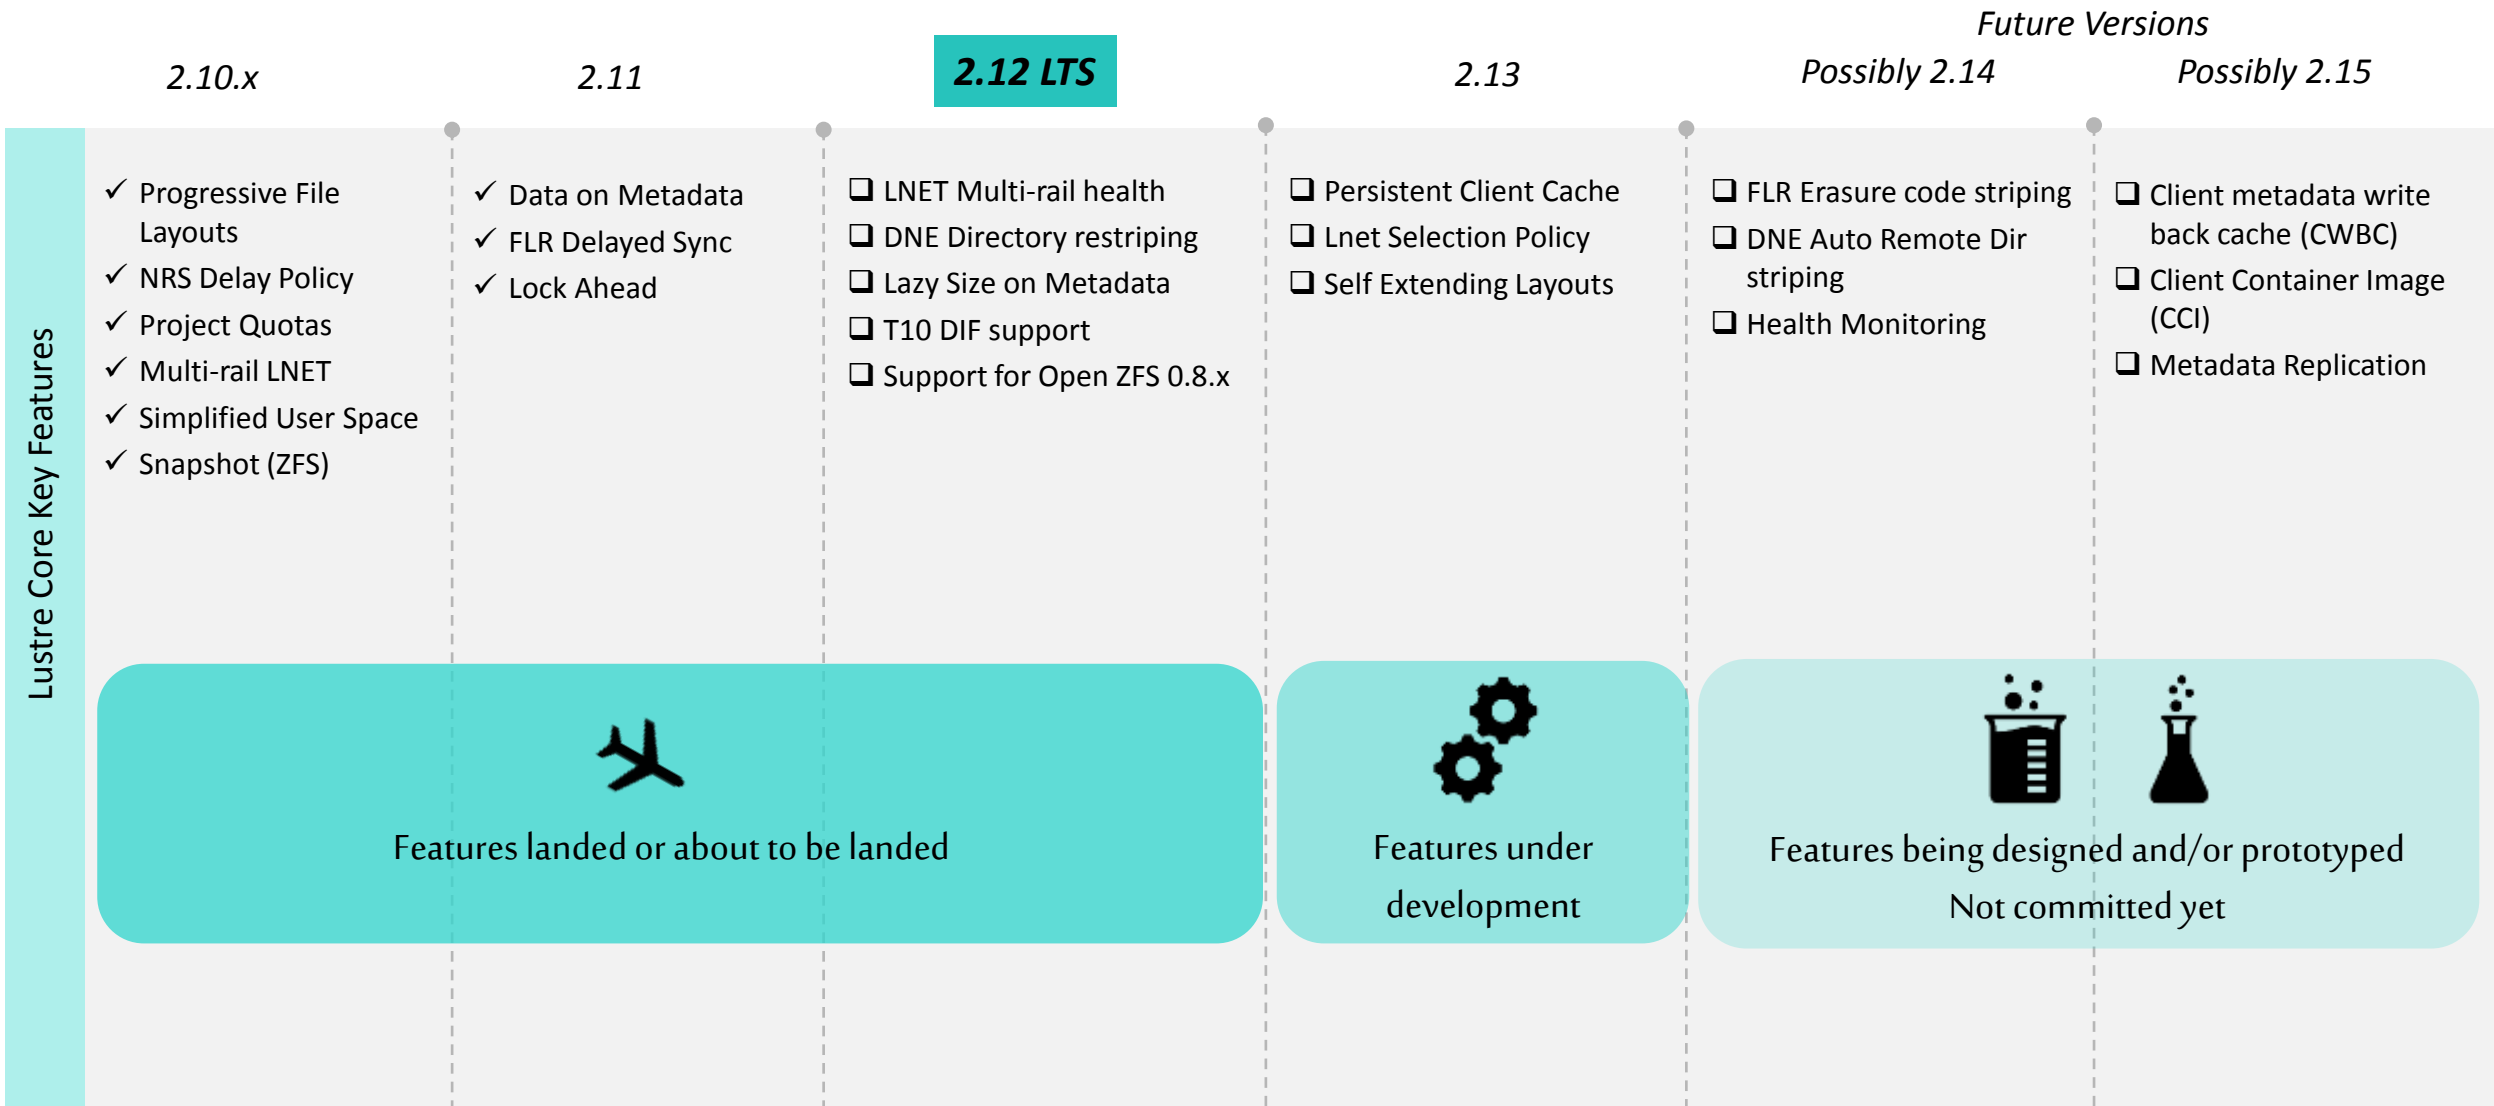 Future Versions
2.10.x
2.11
2.12 LTS
2.13
Possibly 2.14
Possibly 2.15
Lustre Core Key Features
Progressive File
Layouts
NRS Delay Policy
Project Quotas
Multi-rail LNET
Simplified User Space
Snapshot (ZFS)
Data on Metadata
FLR Delayed Sync
Lock Ahead
LNET Multi-rail health
DNE Directory restriping
Lazy Size on Metadata
T10 DIF support
Support for Open ZFS 0.8.x
Persistent Client Cache
Lnet Selection Policy
Self Extending Layouts
FLR Erasure code striping
DNE Auto Remote Dir
striping
Health Monitoring
Client metadata write
back cache (CWBC)
Client Container Image
(CCI)
Metadata Replication
Features landed or about to be landed
Features under
development
Features being designed and/or prototyped
Not committed yet